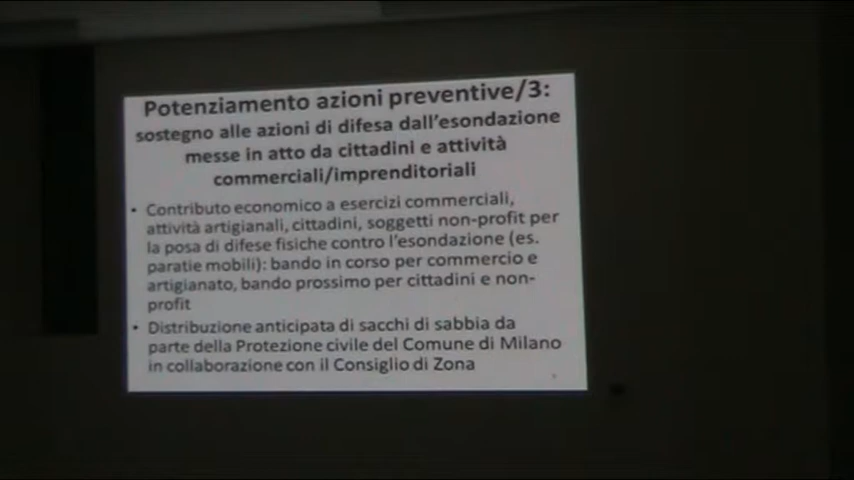 Potenziamento azioni preventive/3:
sostegno alle azioni di difesa dall'esondazione
messe in atto da cittadini e attività
commerciali/imprenditoriali
• Contributo economico a esercizi commerciali,
attività artigianali, cittadini, soggetti non-profit per
la posa di difese fisiche contro l'esondazione (es.
paratie mobili): bando in corso per commercio e
artigianato, bando prossimo per cittadini e non-
profit
• Distribuzione anticipata di sacchi di sabbia da
parte della Protezione civile del Comune di Milano
in collaborazione con il Consiglio di Zona